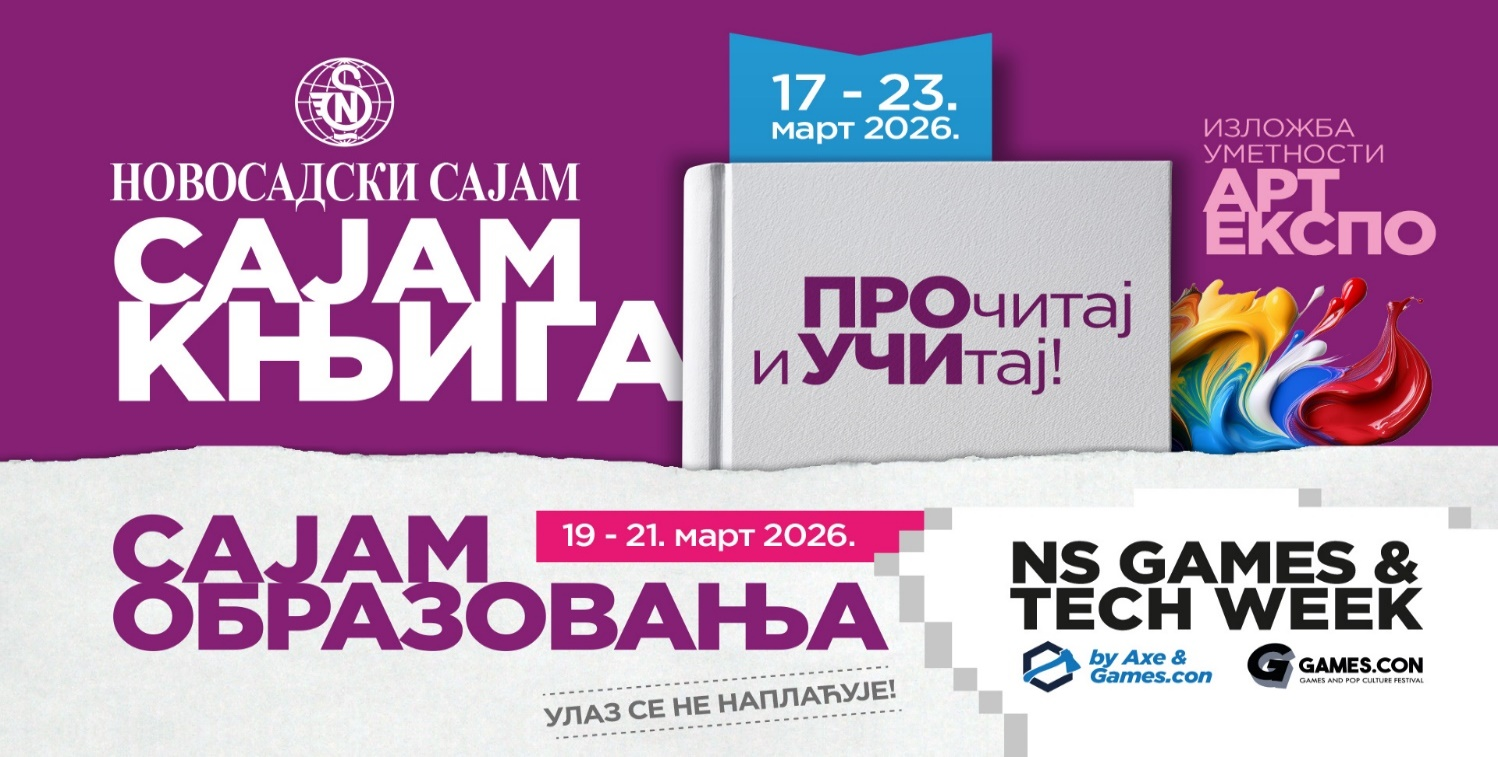 НОВОСАДСКИ САЈАМ
САЈАМ
КЊИГА
17 - 23.
март 2026.
ПРОчитај
и УЧИтај!
ИЗЛОЖБА
УМЕТНОСТИ
АРТ
ЕКСПО
САЈАМ
ОБРАЗОВАЊА
19 - 21. март 2026.
УЛАЗ СЕ НЕ НАПЛАЋУЈЕ!
NS GAMES &
TECH WEEK
by Axe &
Games.con
GAMES.CON
GAMES AND POP CULTURE FESTIVAL